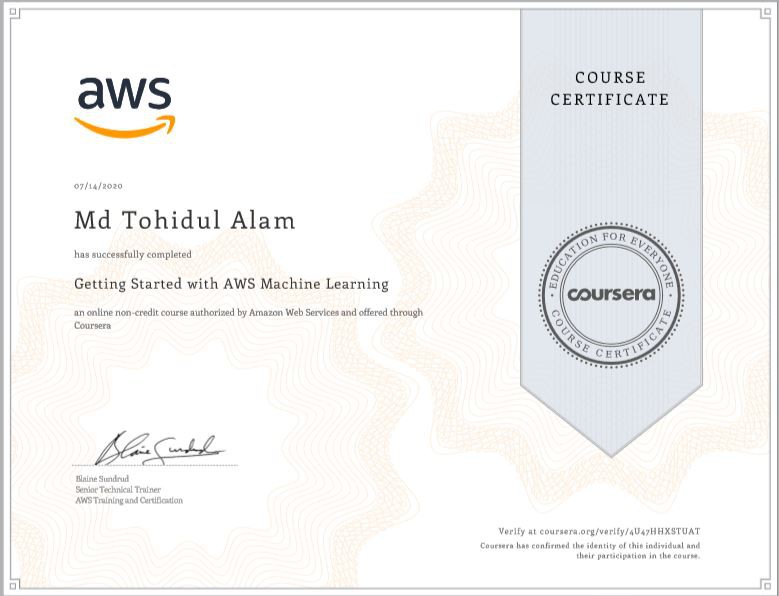 aws
COURSE
CERTIFICATE
07/14/2020
Md Tohidul Alam
has successfully completed
Getting Started with AWS Machine Learning
an online non-credit course authorized by Amazon Web Services and offered through
Coursera
EDUCATION FOR EVERYONE
coursera
COURSE CERTIFICATE
Blaine Sundrud
Blaine Sundrud
Senior Technical Trainer
AWS Training and Certification
Verify at coursera.org/verify/4U47HHXSTUAT
Coursera has confirmed the identity of this individual and
their participation in the course.